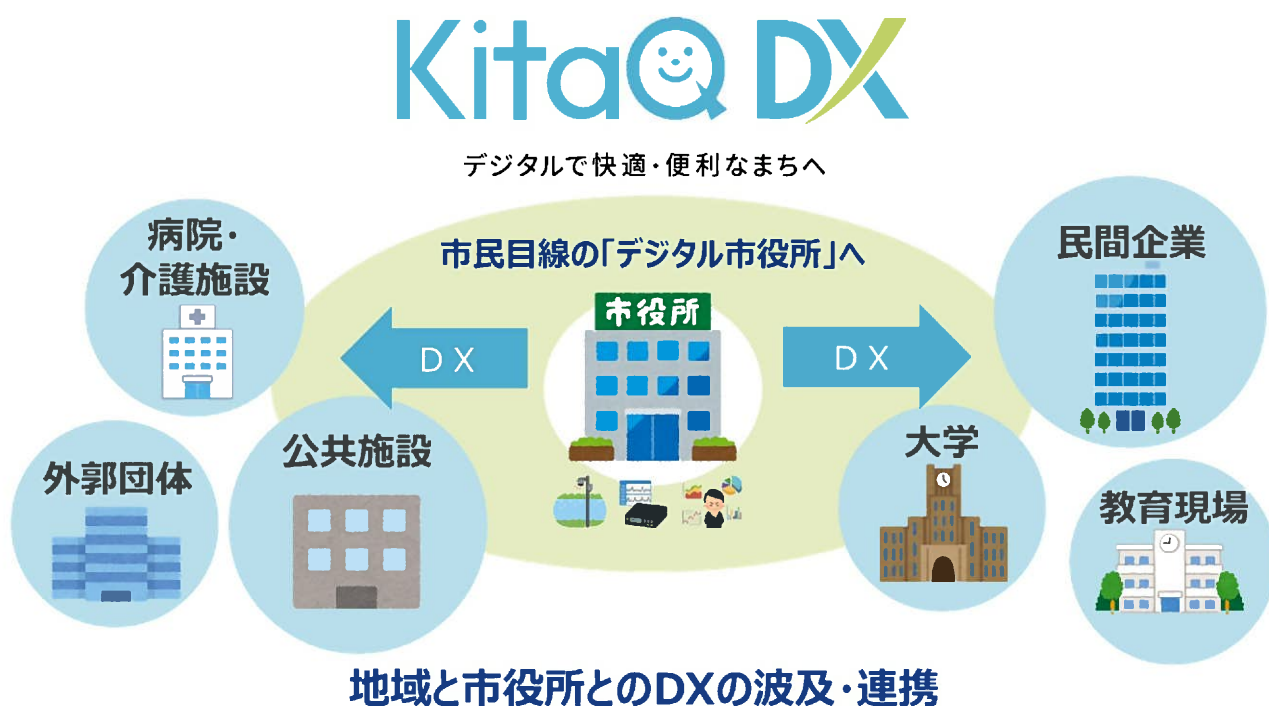 KitaQ DX
デジタルで快適・便利なまちへ
市民目線の「デジタル市役所」へ
病院・
介護施設
民間企業
市役所
DX
DX
外郭団体
公共施設
大学
教育現場
地域と市役所とのDXの波及・連携